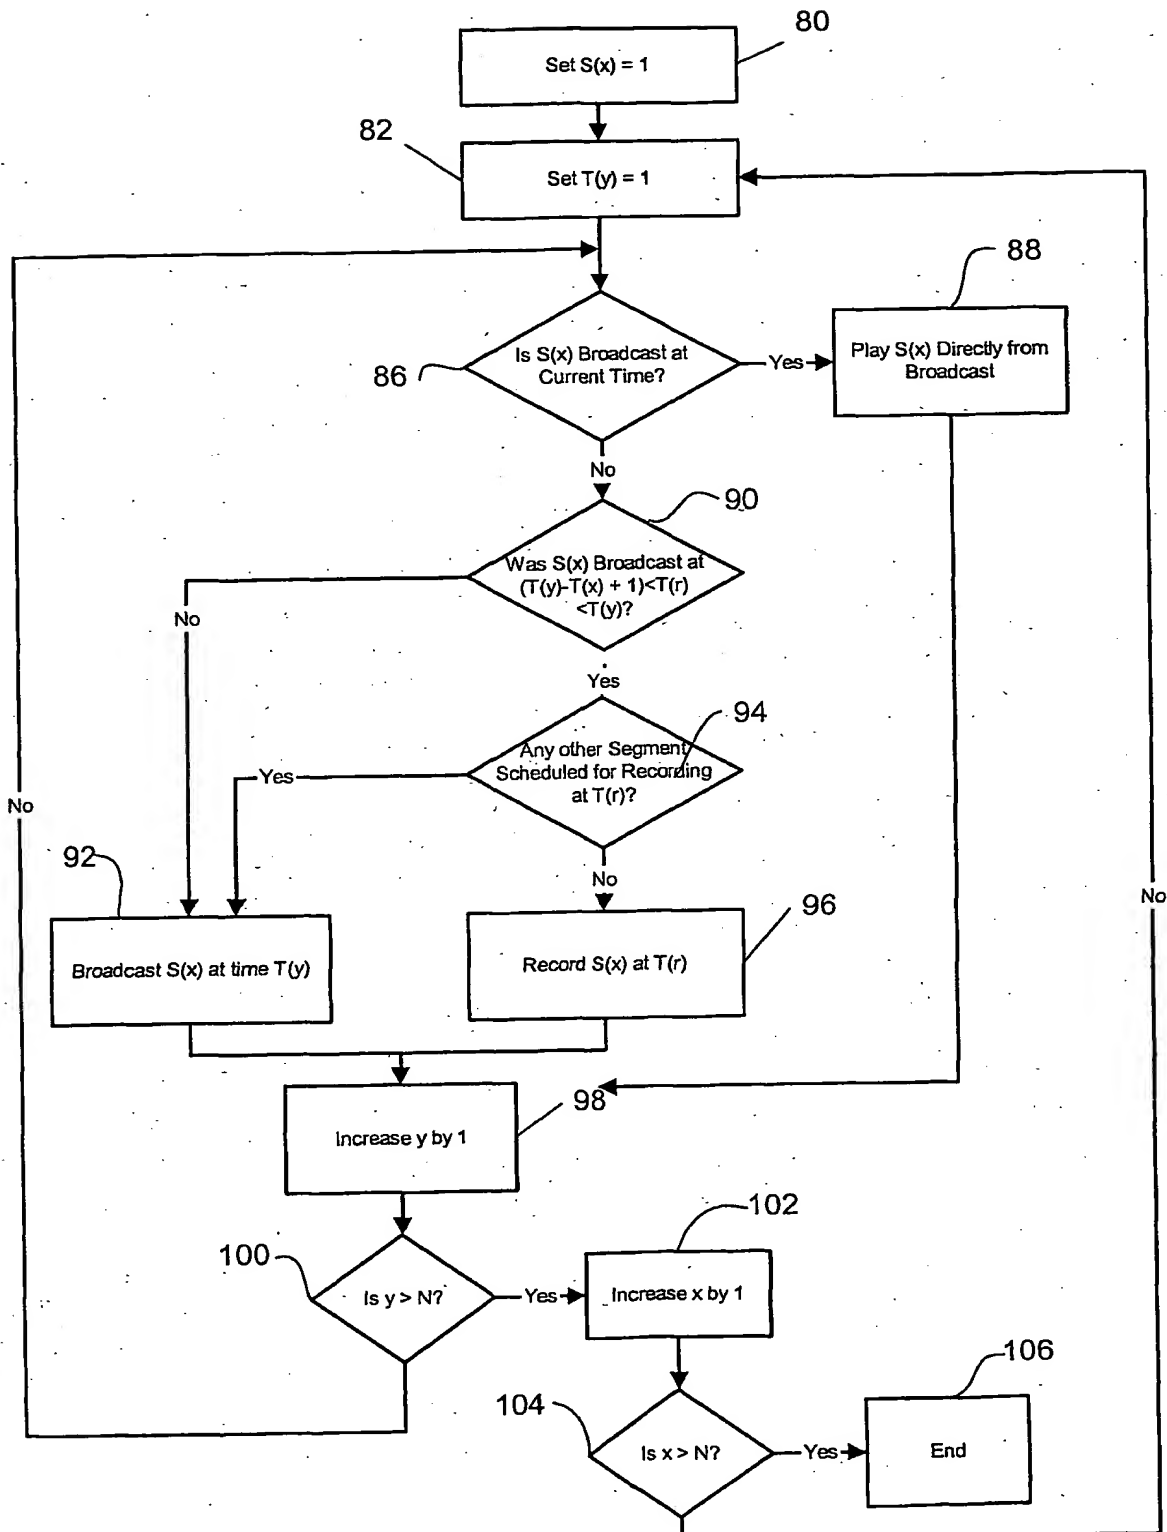 80
Set S(x) = 1
82
Set T(y) = 1
88
86
Is S(x) Broadcast at
Current Time?
Yes
Play S(x) Directly from
Broadcast
No
90
Was S(x) Broadcast at
(T(y)-T(x) + 1)<T(r)
<T(y)?
No
Yes
94
Any other Segment
Scheduled for Recording
at T(r)?
Yes
No
92
No
96
No
Broadcast S(x) at time T(y)
Record S(x) at T(r)
98
Increase y by 1
102
100
Is y > N?
Yes
Increase x by 1
106
104
Is x > N?
Yes
End